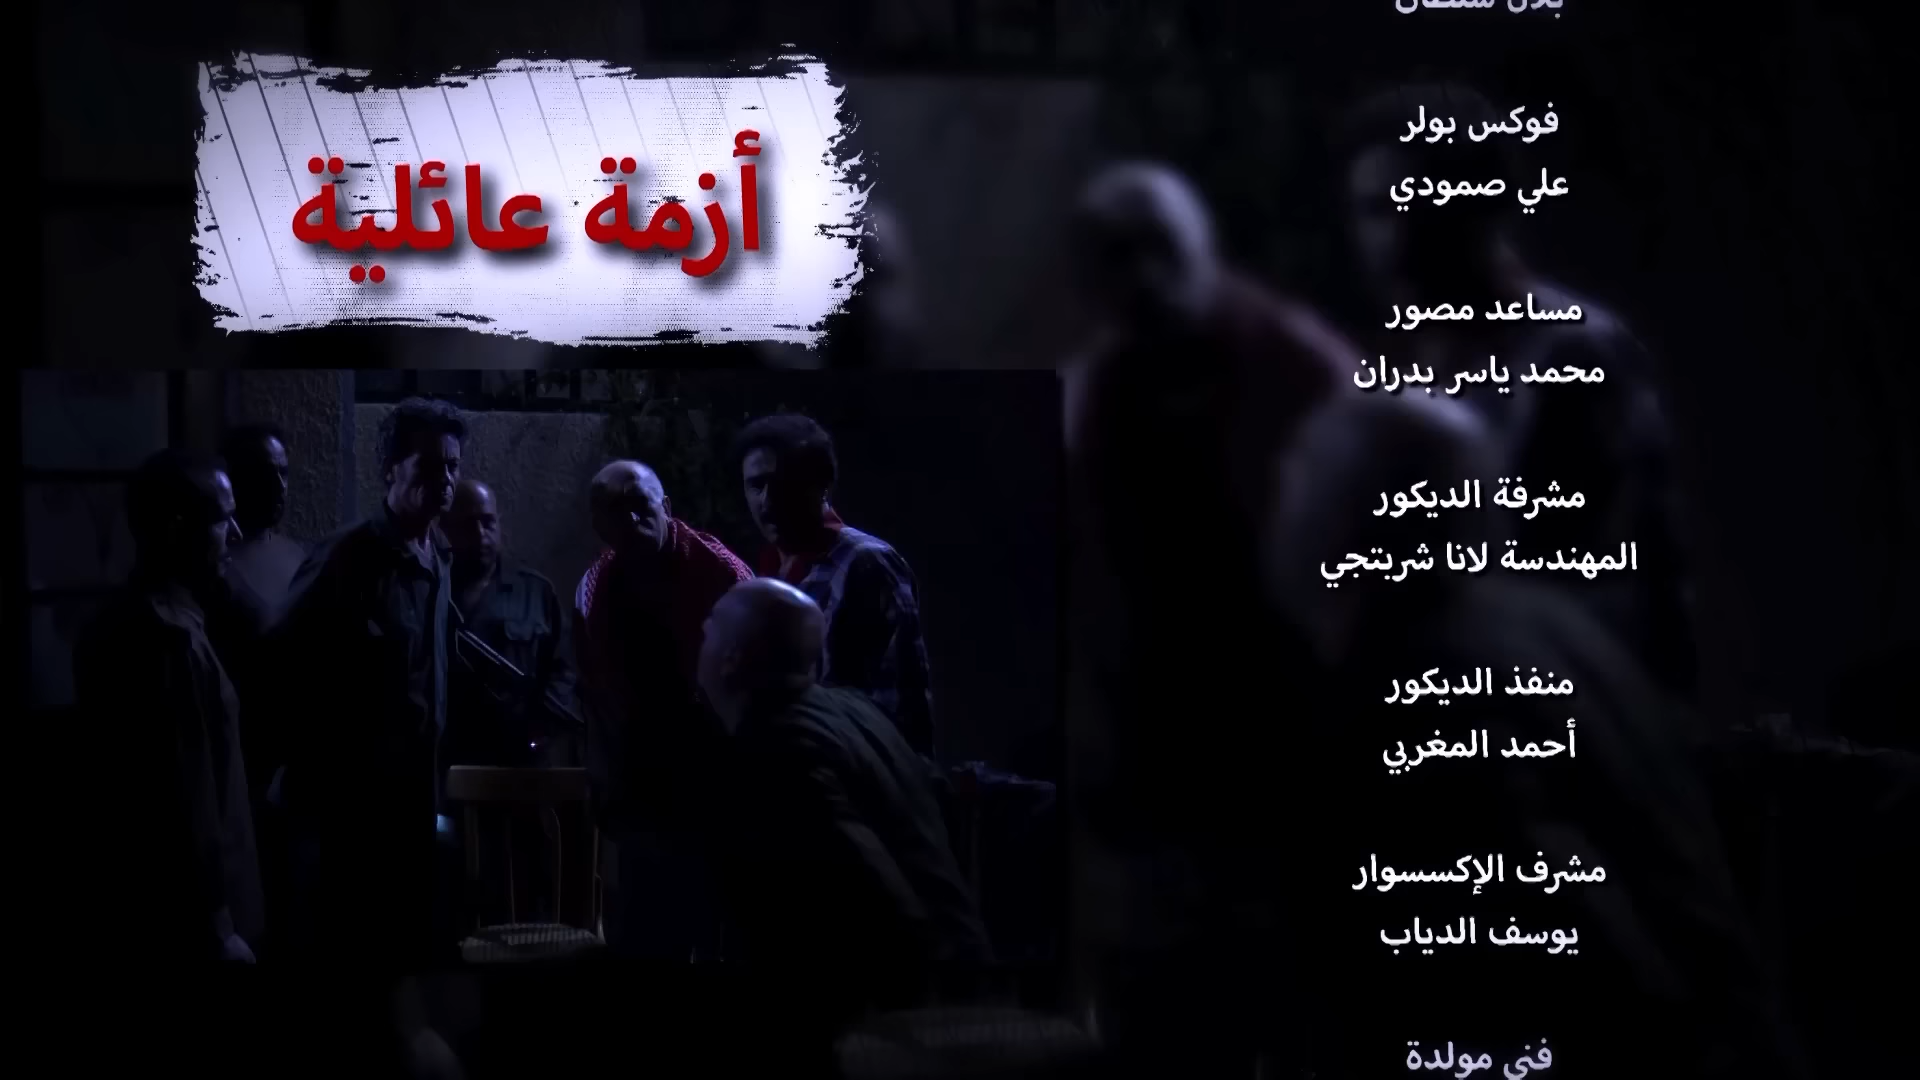 أزمة عائلية
فوكس بولر
علي صمودي
مساعد مصور
محمد ياسر بدران
مشرفة الديكور
المهندسة لانا شربتجي
منفذ الديكور
أحمد المغربي
مشرف الإكسسوار
يوسف الدياب
فني مولدة